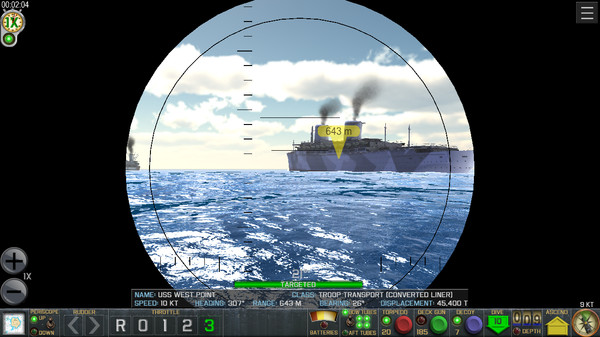 00:02:04
643 m
IX
TARGETED
NAME: USS WEST POINT CLASS: TROOP TRANSPORT (CONVERTED LINER)
SPEED: 10 KT HEADING: 307° RANGE: 643 M BEARING: 26° DISPLACEMENT: 45,400 T
9 KT
PERISCOPE RUDDER THROTTLE BOW TUBES TORPEDO DECK GUN DECOY DIVE ASCEND
UP
DOWN
R 0 1 2 3
BATTERIES
AFT TUBES
20 185 7 10
DEPTH